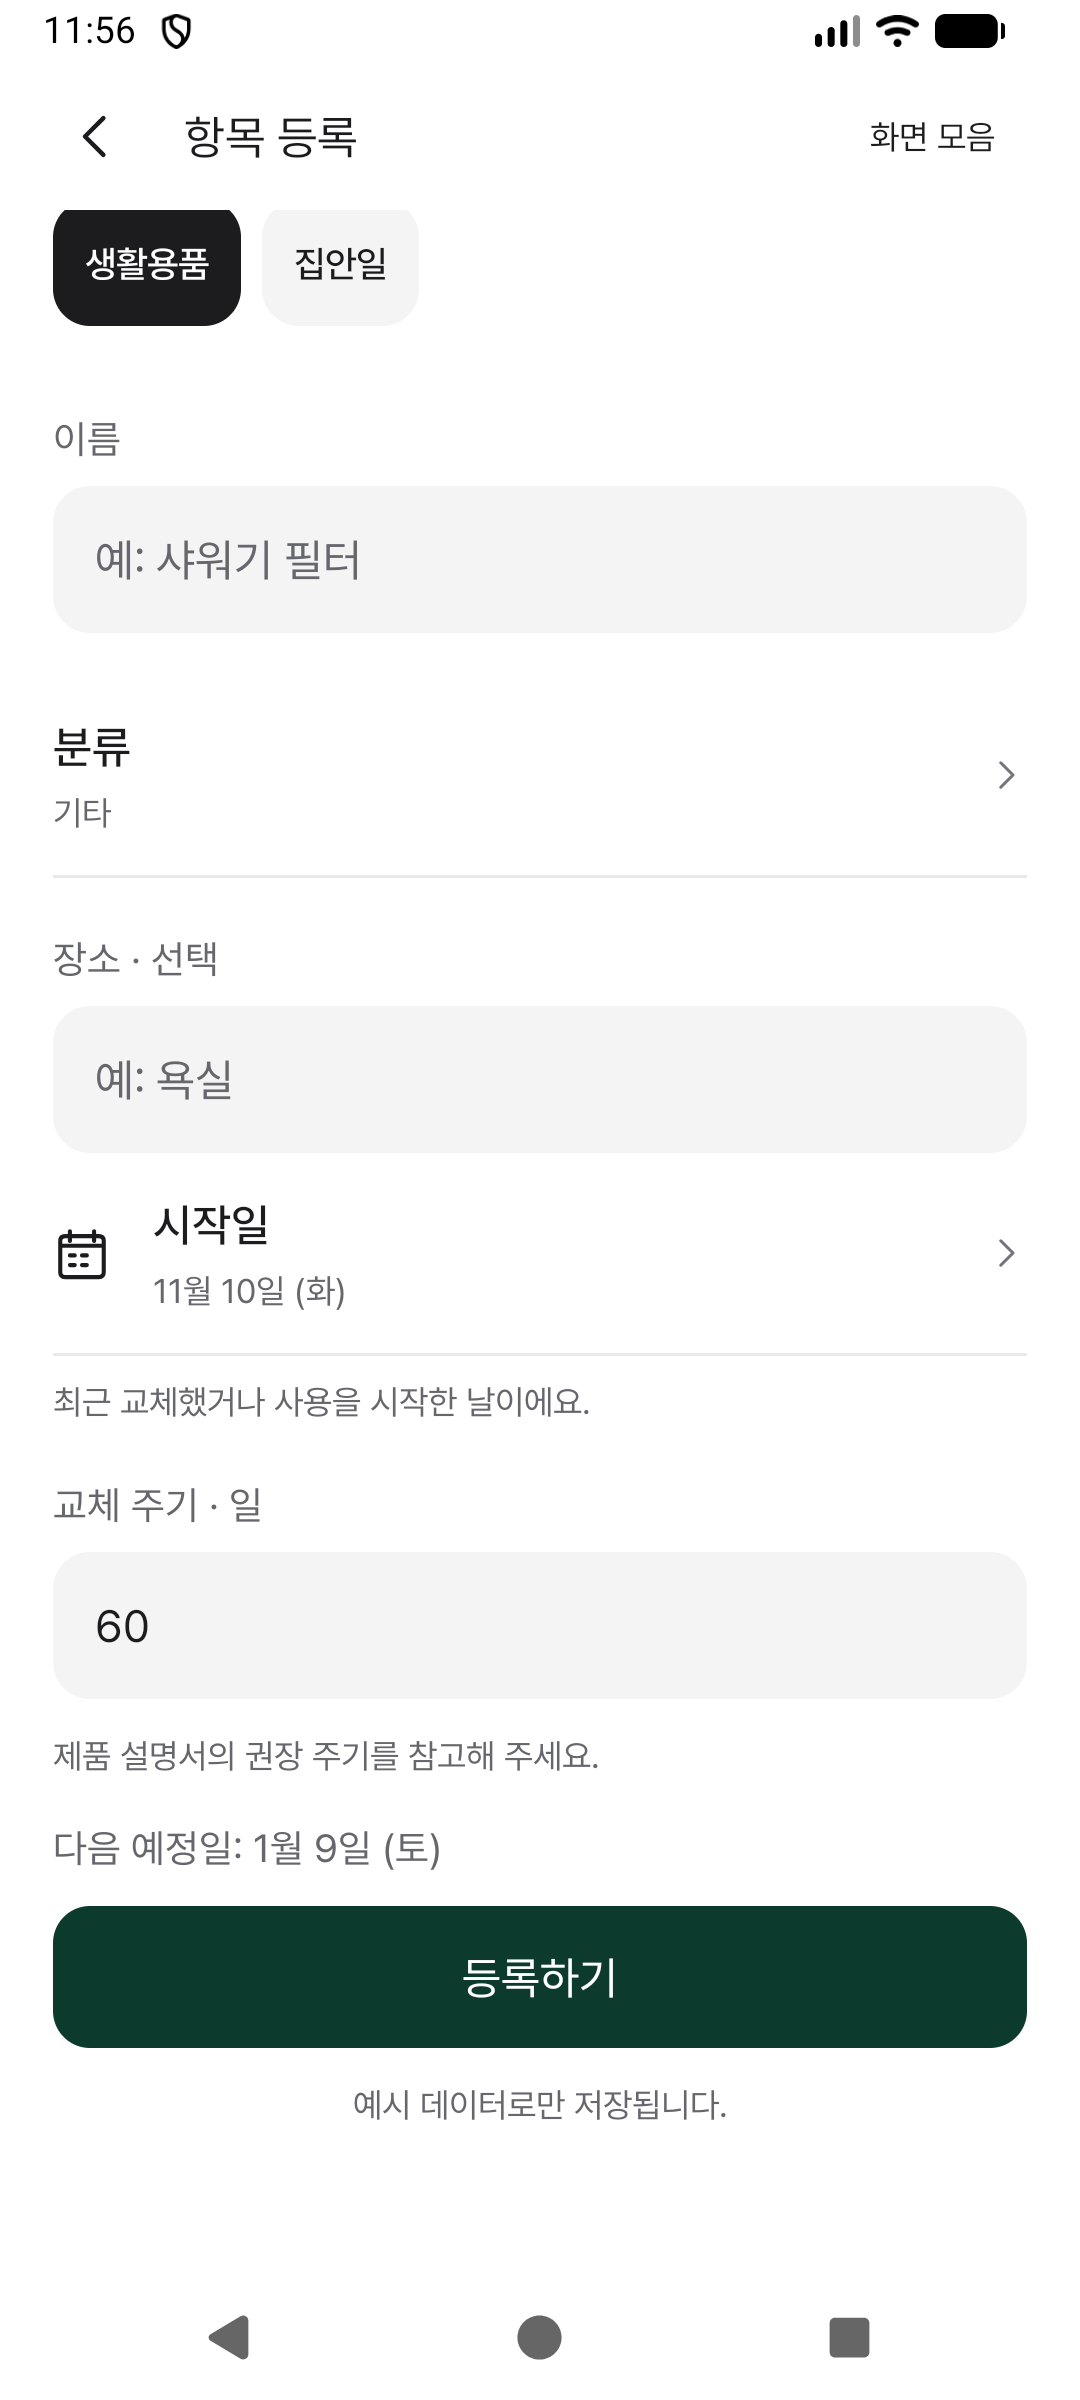 11:56
항목 등록
화면 모음
생활용품
집안일
이름
예: 샤워기 필터
분류
기타
장소 · 선택
예: 욕실
시작일
11월 10일 (화)
최근 교체했거나 사용을 시작한 날이에요.
교체 주기 · 일
60
제품 설명서의 권장 주기를 참고해 주세요.
다음 예정일: 1월 9일 (토)
등록하기
예시 데이터로만 저장됩니다.